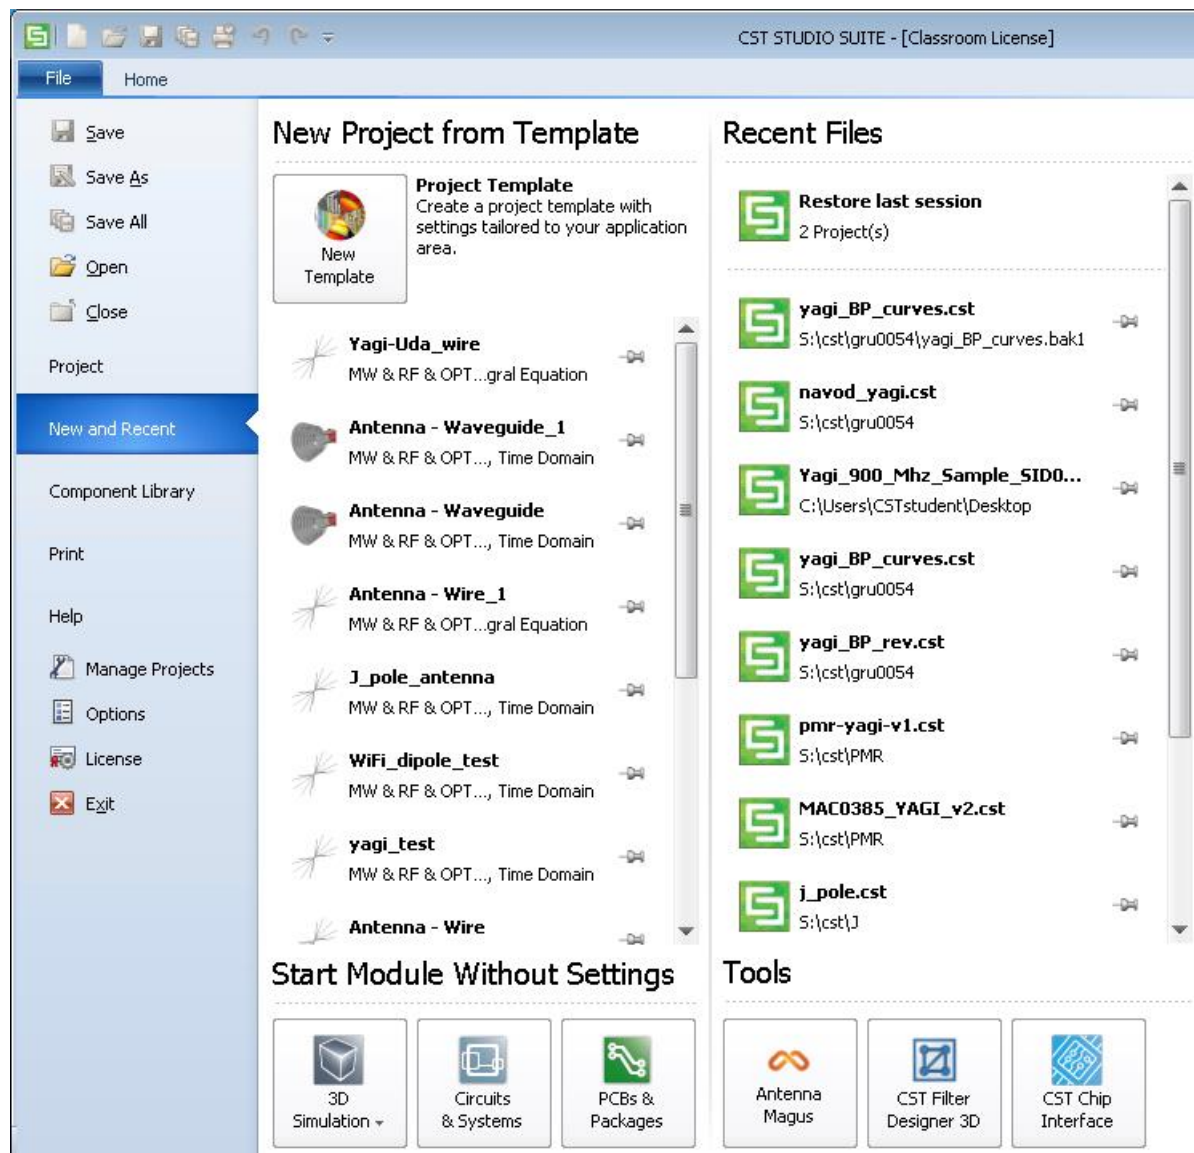 CST STUDIO SUITE - [Classroom License]
File
Home
Save
Save As
Save All
Open
Close
Project
New and Recent
Component Library
Print
Help
Manage Projects
Options
License
Exit
New Project from Template
New
Template
Project Template
Create a project template with
settings tailored to your application
area.
Yagi-Uda_wire
MW & RF & OPT...gral Equation
Antenna - Waveguide_1
MW & RF & OPT..., Time Domain
Antenna - Waveguide
MW & RF & OPT..., Time Domain
Antenna - Wire_1
MW & RF & OPT...gral Equation
J_pole_antenna
MW & RF & OPT..., Time Domain
WiFi_dipole_test
MW & RF & OPT..., Time Domain
yagi_test
MW & RF & OPT..., Time Domain
Antenna - Wire
Recent Files
Restore last session
2 Project(s)
yagi_BP_curves.cst
S:\cst\gru0054\yagi_BP_curves.bak1
navod_yagi.cst
S:\cst\gru0054
Yagi_900_Mhz_Sample_SID0...
C:\Users\CSTstudent\Desktop
yagi_BP_curves.cst
S:\cst\gru0054
yagi_BP_rev.cst
S:\cst\gru0054
pmr-yagi-v1.cst
S:\cst\PMR
MAC0385_YAGI_v2.cst
S:\cst\PMR
j_pole.cst
S:\cst\J
Start Module Without Settings
3D
Simulation
Circuits
& Systems
PCBs &
Packages
Tools
Antenna
Magus
CST Filter
Designer 3D
CST Chip
Interface